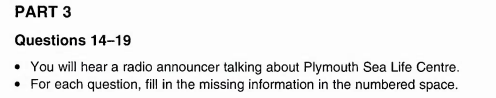 PART 3
Questions 14–19
• You will hear a radio announcer talking about Plymouth Sea Life Centre.
• For each question, fill in the missing information in the numbered space.